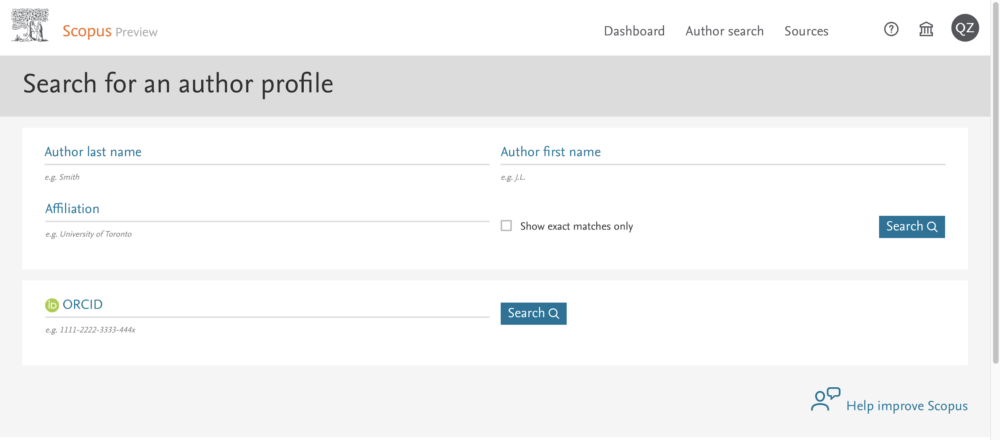 Scopus Preview
Dashboard Author search Sources ? QZ
Search for an author profile
Author last name Author first name
e.g. Smith e.g. J.L.
Affiliation
Show exact matches only Search
e.g. University of Toronto
iD ORCID
Search
e.g. 1111-2222-3333-444x
Help improve Scopus